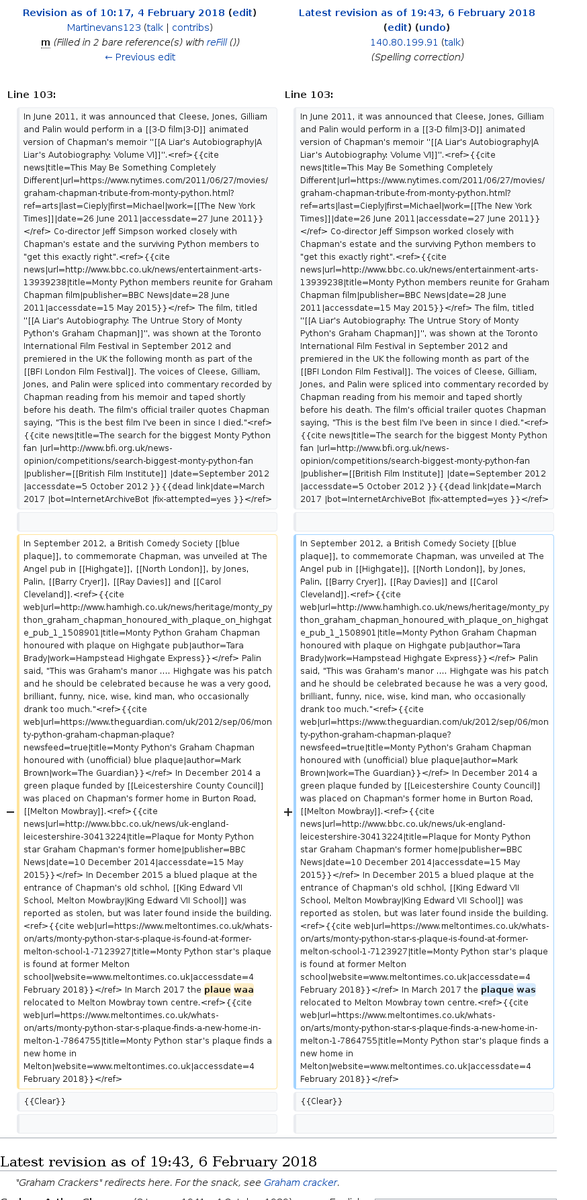 Revision as of 10:17, 4 February 2018 (edit)
Martinevans123 (talk | contribs)
m (Filled in 2 bare reference(s) with reFill ())
← Previous edit
Latest revision as of 19:43, 6 February 2018
(edit) (undo)
140.80.199.91 (talk)
(Spelling correction)
Line 103:
In June 2011, it was announced that Cleese, Jones, Gilliam
and Palin would perform in a [[3-D film|3-D]] animated
version of Chapman's memoir ''[[A Liar's Autobiography|A
Liar's Autobiography: Volume VI]]''.<ref>{{cite
news|title=This May Be Something Completely
Different|url=https://www.nytimes.com/2011/06/27/movies/
graham-chapman-tribute-from-monty-python.html?
ref=arts|last=Cieply|first=Michael|work=[[The New York
Times]]|date=26 June 2011|accessdate=27 June 2011}}
</ref> Co-director Jeff Simpson worked closely with
Chapman's estate and the surviving Python members to
"get this exactly right".<ref>{{cite
news|url=http://www.bbc.co.uk/news/entertainment-arts-
13939238|title=Monty Python members reunite for Graham
Chapman film|publisher=BBC News|date=28 June
2011|accessdate=15 May 2015}}</ref> The film, titled
''[[A Liar's Autobiography: The Untrue Story of Monty
Python's Graham Chapman]]'', was shown at the Toronto
International Film Festival in September 2012 and
premiered in the UK the following month as part of the
[[BFI London Film Festival]]. The voices of Cleese, Gilliam,
Jones, and Palin were spliced into commentary recorded by
Chapman reading from his memoir and taped shortly
before his death. The film's official trailer quotes Chapman
saying, "This is the best film I've been in since I died."<ref>
{{cite news|title=The search for the biggest Monty Python
fan |url=http://www.bfi.org.uk/news-
opinion/competitions/search-biggest-monty-python-fan
|publisher=[[British Film Institute]] |date=September 2012
|accessdate=5 October 2012 }}{{dead link|date=March
2017 |bot=InternetArchiveBot |fix-attempted=yes }}</ref>
In September 2012, a British Comedy Society [[blue
plaque]], to commemorate Chapman, was unveiled at The
Angel pub in [[Highgate]], [[North London]], by Jones,
Palin, [[Barry Cryer]], [[Ray Davies]] and [[Carol
Cleveland]].<ref>{{cite
web|url=http://www.hamhigh.co.uk/news/heritage/monty_py
thon_graham_chapman_honoured_with_plaque_on_highgat
e_pub_1_1508901|title=Monty Python Graham Chapman
honoured with plaque on Highgate pub|author=Tara
Brady|work=Hampstead Highgate Express}}</ref> Palin
said, "This was Graham's manor .... Highgate was his patch
and he should be celebrated because he was a very good,
brilliant, funny, nice, wise, kind man, who occasionally
drank too much."<ref>{{cite
web|url=https://www.theguardian.com/uk/2012/sep/06/mon
ty-python-graham-chapman-plaque?
newsfeed=true|title=Monty Python's Graham Chapman
honoured with (unofficial) blue plaque|author=Mark
Brown|work=The Guardian}}</ref> In December 2014 a
green plaque funded by [[Leicestershire County Council]]
was placed on Chapman's former home in Burton Road,
− [[Melton Mowbray]].<ref>{{cite
news|url=http://www.bbc.co.uk/news/uk-england-
leicestershire-30413224|title=Plaque for Monty Python
star Graham Chapman's former home|publisher=BBC
News|date=10 December 2014|accessdate=15 May
2015}}</ref> In December 2015 a blued plaque at the
entrance of Chapman's old schhol, [[King Edward VII
School, Melton Mowbray|King Edward VII School]] was
reported as stolen, but was later found inside the building.
<ref>{{cite web|url=http://www.meltontimes.co.uk/whats-
on/arts/monty-python-star-s-plaque-is-found-at-former-
melton-school-1-7123927|title=Monty Python star's plaque
is found at former Melton
school|website=www.meltontimes.co.uk|accessdate=4
February 2018}}</ref> In March 2017 the plaue waa
relocated to Melton Mowbray town centre.<ref>{{cite
web|url=https://www.meltontimes.co.uk/whats-
on/arts/monty-python-star-s-plaque-finds-a-new-home-in-
melton-1-7864755|title=Monty Python star's plaque finds a
new home in
Melton|website=www.meltontimes.co.uk|accessdate=4
February 2018}}</ref>
{{Clear}}
Line 103:
In June 2011, it was announced that Cleese, Jones, Gilliam
and Palin would perform in a [[3-D film|3-D]] animated
version of Chapman's memoir ''[[A Liar's Autobiography|A
Liar's Autobiography: Volume VI]]''.<ref>{{cite
news|title=This May Be Something Completely
Different|url=https://www.nytimes.com/2011/06/27/movies/
graham-chapman-tribute-from-monty-python.html?
ref=arts|last=Cieply|first=Michael|work=[[The New York
Times]]|date=26 June 2011|accessdate=27 June 2011}}
</ref> Co-director Jeff Simpson worked closely with
Chapman's estate and the surviving Python members to
"get this exactly right".<ref>{{cite
news|url=http://www.bbc.co.uk/news/entertainment-arts-
13939238|title=Monty Python members reunite for Graham
Chapman film|publisher=BBC News|date=28 June
2011|accessdate=15 May 2015}}</ref> The film, titled
''[[A Liar's Autobiography: The Untrue Story of Monty
Python's Graham Chapman]]'', was shown at the Toronto
International Film Festival in September 2012 and
premiered in the UK the following month as part of the
[[BFI London Film Festival]]. The voices of Cleese, Gilliam,
Jones, and Palin were spliced into commentary recorded by
Chapman reading from his memoir and taped shortly
before his death. The film's official trailer quotes Chapman
saying, "This is the best film I've been in since I died."<ref>
{{cite news|title=The search for the biggest Monty Python
fan |url=http://www.bfi.org.uk/news-
opinion/competitions/search-biggest-monty-python-fan
|publisher=[[British Film Institute]] |date=September 2012
|accessdate=5 October 2012 }}{{dead link|date=March
2017 |bot=InternetArchiveBot |fix-attempted=yes }}</ref>
In September 2012, a British Comedy Society [[blue
plaque]], to commemorate Chapman, was unveiled at The
Angel pub in [[Highgate]], [[North London]], by Jones,
Palin, [[Barry Cryer]], [[Ray Davies]] and [[Carol
Cleveland]].<ref>{{cite
web|url=http://www.hamhigh.co.uk/news/heritage/monty_py
thon_graham_chapman_honoured_with_plaque_on_highgat
e_pub_1_1508901|title=Monty Python Graham Chapman
honoured with plaque on Highgate pub|author=Tara
Brady|work=Hampstead Highgate Express}}</ref> Palin
said, "This was Graham's manor .... Highgate was his patch
and he should be celebrated because he was a very good,
brilliant, funny, nice, wise, kind man, who occasionally
drank too much."<ref>{{cite
web|url=https://www.theguardian.com/uk/2012/sep/06/mon
ty-python-graham-chapman-plaque?
newsfeed=true|title=Monty Python's Graham Chapman
honoured with (unofficial) blue plaque|author=Mark
Brown|work=The Guardian}}</ref> In December 2014 a
green plaque funded by [[Leicestershire County Council]]
was placed on Chapman's former home in Burton Road,
+ [[Melton Mowbray]].<ref>{{cite
news|url=http://www.bbc.co.uk/news/uk-england-
leicestershire-30413224|title=Plaque for Monty Python
star Graham Chapman's former home|publisher=BBC
News|date=10 December 2014|accessdate=15 May
2015}}</ref> In December 2015 a blued plaque at the
entrance of Chapman's old schhol, [[King Edward VII
School, Melton Mowbray|King Edward VII School]] was
reported as stolen, but was later found inside the building.
<ref>{{cite web|url=http://www.meltontimes.co.uk/whats-
on/arts/monty-python-star-s-plaque-is-found-at-former-
melton-school-1-7123927|title=Monty Python star's plaque
is found at former Melton
school|website=www.meltontimes.co.uk|accessdate=4
February 2018}}</ref> In March 2017 the plaque was
relocated to Melton Mowbray town centre.<ref>{{cite
web|url=https://www.meltontimes.co.uk/whats-
on/arts/monty-python-star-s-plaque-finds-a-new-home-in-
melton-1-7864755|title=Monty Python star's plaque finds a
new home in
Melton|website=www.meltontimes.co.uk|accessdate=4
February 2018}}</ref>
{{Clear}}
Latest revision as of 19:43, 6 February 2018
"Graham Crackers" redirects here. For the snack, see Graham cracker.